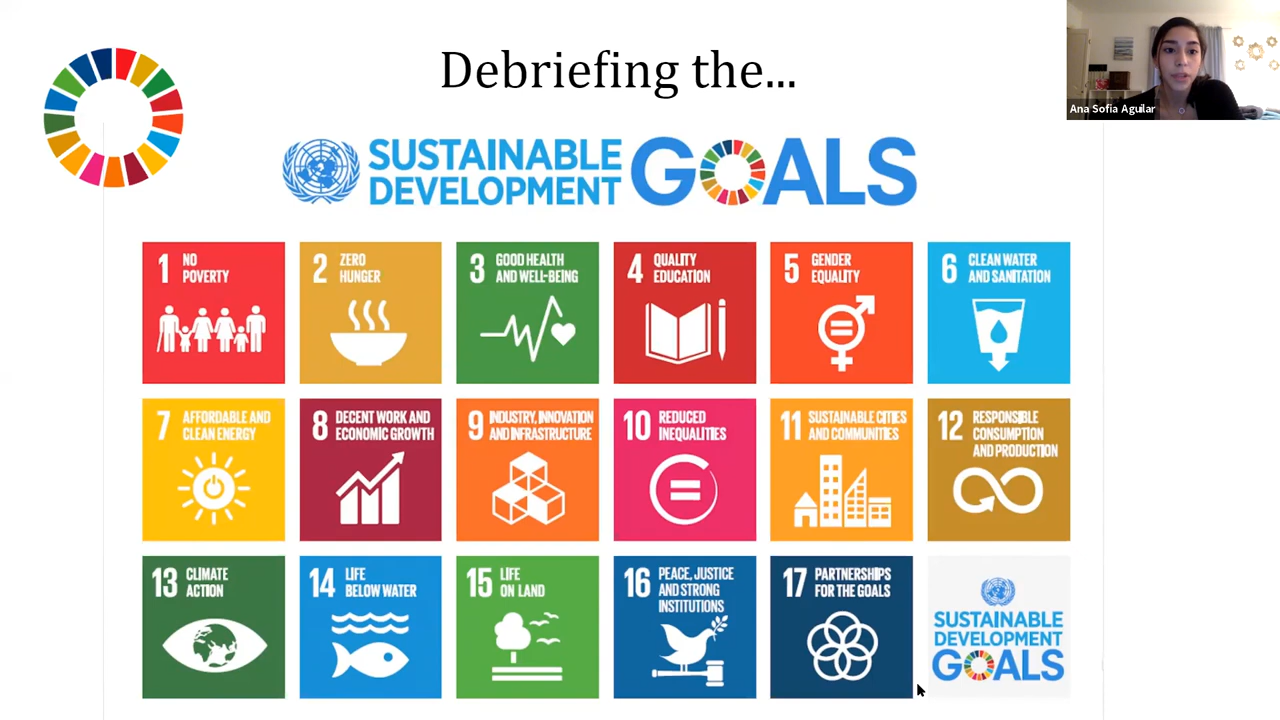 Debriefing the...
Ana Sofia Aguilar
SUSTAINABLE
DEVELOPMENT
GOALS
1 NO
POVERTY
2 ZERO
HUNGER
3 GOOD HEALTH
AND WELL-BEING
4 QUALITY
EDUCATION
5 GENDER
EQUALITY
6 CLEAN WATER
AND SANITATION
7 AFFORDABLE AND
CLEAN ENERGY
8 DECENT WORK AND
ECONOMIC GROWTH
9 INDUSTRY, INNOVATION
AND INFRASTRUCTURE
10 REDUCED
INEQUALITIES
11 SUSTAINABLE CITIES
AND COMMUNITIES
12 RESPONSIBLE
CONSUMPTION
AND PRODUCTION
13 CLIMATE
ACTION
14 LIFE
BELOW WATER
15 LIFE
ON LAND
16 PEACE, JUSTICE
AND STRONG
INSTITUTIONS
17 PARTNERSHIPS
FOR THE GOALS
SUSTAINABLE
DEVELOPMENT
GOALS